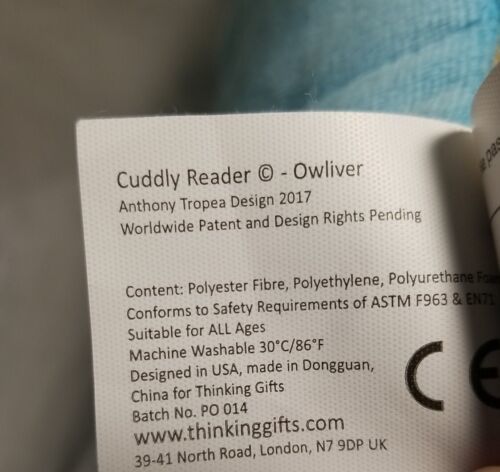 Cuddly Reader © - Owliver
Anthony Tropea Design 2017
Worldwide Patent and Design Rights Pending
Content: Polyester Fibre, Polyethylene, Polyurethane
Conforms to Safety Requirements of ASTM F963 & EN71
Suitable for ALL Ages
Machine Washable 30°C/86°F
Designed in USA, made in Dongguan,
China for Thinking Gifts
Batch No. PO 014
www.thinkinggifts.com
39-41 North Road, London, N7 9DP UK
CE